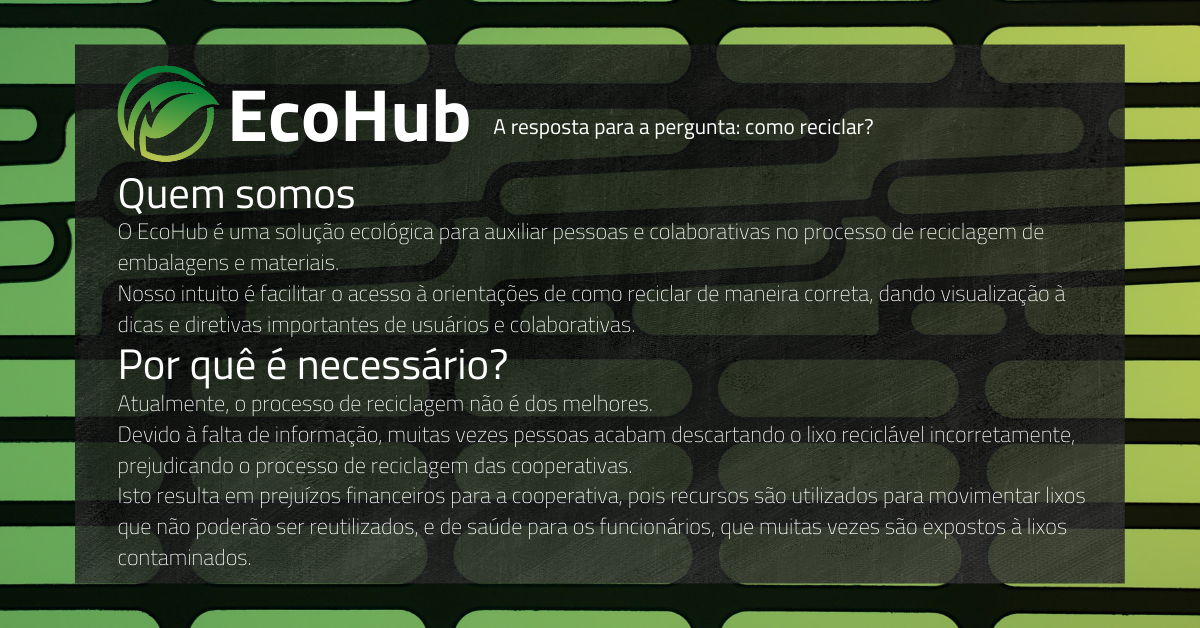 EcoHub
A resposta para a pergunta: como reciclar?
Quem somos
O EcoHub é uma solução ecológica para auxiliar pessoas e colaborativas no processo de reciclagem de
embalagens e materiais.
Nosso intuito é facilitar o acesso à orientações de como reciclar de maneira correta, dando visualização à
dicas e diretivas importantes de usuários e colaborativas.
Por quê é necessário?
Atualmente, o processo de reciclagem não é dos melhores.
Devido à falta de informação, muitas vezes pessoas acabam descartando o lixo reciclável incorretamente,
prejudicando o processo de reciclagem das cooperativas.
Isto resulta em prejuízos financeiros para a cooperativa, pois recursos são utilizados para movimentar lixos
que não poderão ser reutilizados, e de saúde para os funcionários, que muitas vezes são expostos à lixos
contaminados.